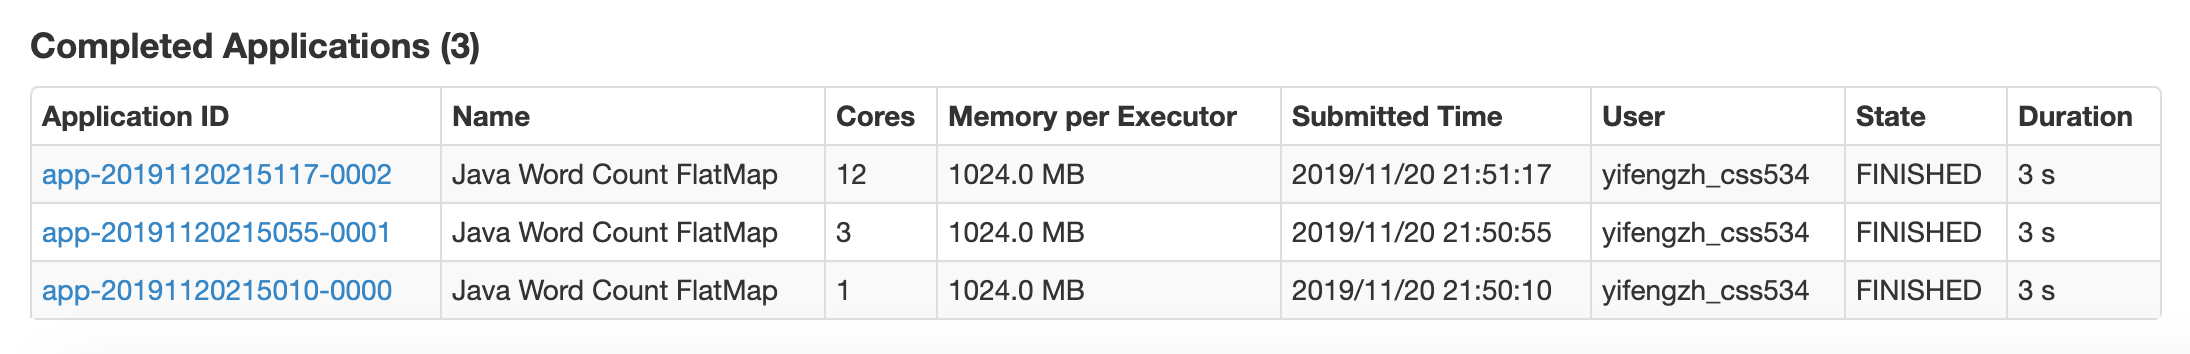 Completed Applications (3)
Application ID Name Cores Memory per Executor Submitted Time User State Duration
app-20191120215117-0002 Java Word Count FlatMap 12 1024.0 MB 2019/11/20 21:51:17 yifengzh_css534 FINISHED 3 s
app-20191120215055-0001 Java Word Count FlatMap 3 1024.0 MB 2019/11/20 21:50:55 yifengzh_css534 FINISHED 3 s
app-20191120215010-0000 Java Word Count FlatMap 1 1024.0 MB 2019/11/20 21:50:10 yifengzh_css534 FINISHED 3 s